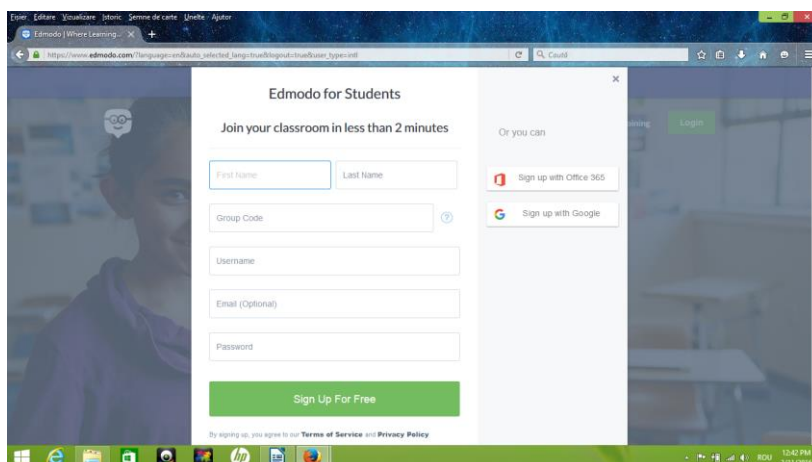 Fișier Editare Vizualizare Istoric Semne de carte Unelte Ajutor
Edmodo | Where Learning...
https://www.edmodo.com/?language=en&auto_selected_lang=true&logout=true&user_type=intl
Caută
Login
Edmodo for Students
Join your classroom in less than 2 minutes
First Name
Last Name
Group Code
?
Username
Email (Optional)
Password
Sign Up For Free
By signing up, you agree to our Terms of Service and Privacy Policy
Or you can
Sign up with Office 365
Sign up with Google
hp
ROU
12:42 PM